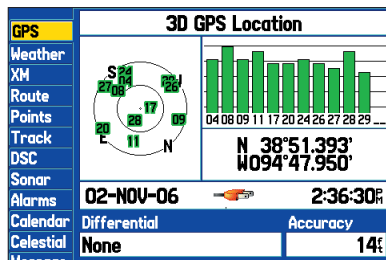 GPS
Weather
XM
Route
Points
Track
DSC
Sonar
Alarms
Calendar
Celestial
3D GPS Location
S
24
04
27
08
26
17
28
20
09
E
11
N
04 08 09 11 17 20 24 26 27 28 29 __
N 38°51.393'
W094°47.950'
02-NOV-06
2:36:30
Differential
None
Accuracy
14ft